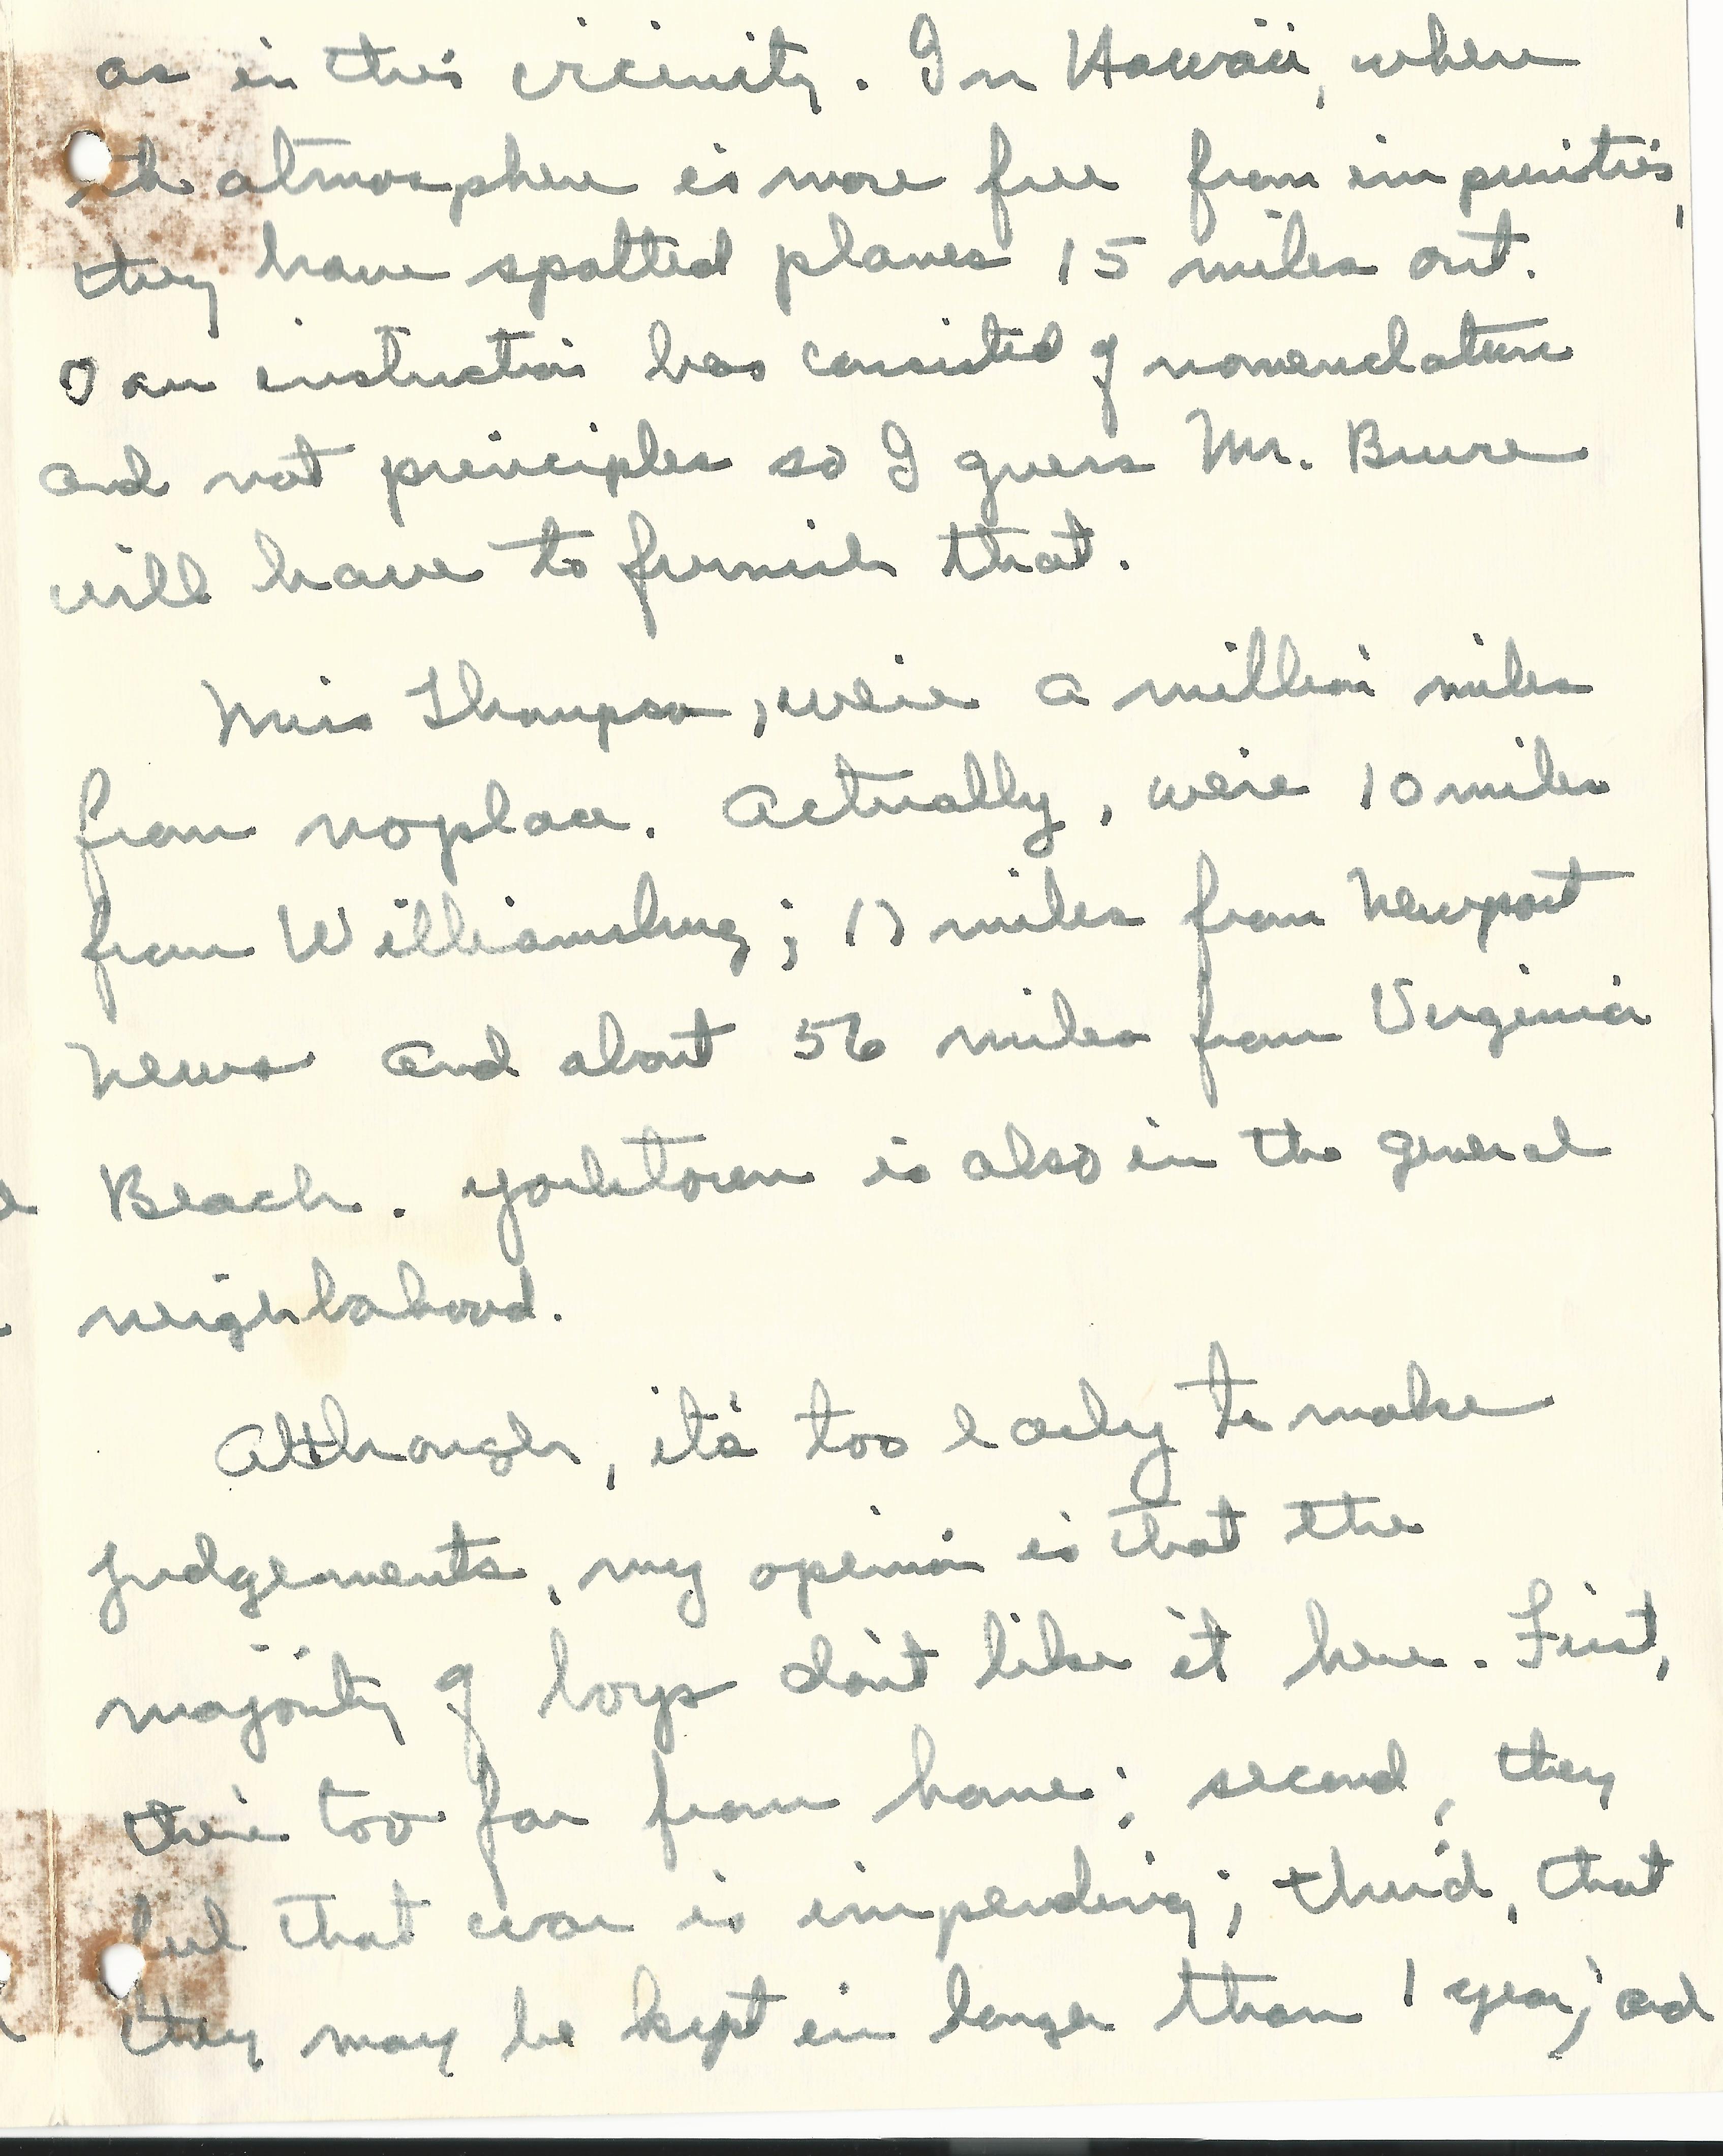 as in this vicinity. In Hawaii, where
the atmosphere is more free from impurities,
they have spotted planes 15 miles out.
Our instruction has consisted of nomenclature
and not principles so I guess Mr.
will have to furnish that.
Miss Thompson, we're a million miles
from noplace. Actually, we're 10 miles
from Williamsburg; 17 miles from Newport
News and about 56 miles from Virginia
Beach. Yorktown is also in the general
neighborhood.
Although, it's too early to make
judgements, my opinion is that the
majority of boys don't like it here. First,
they're too far from home; second, they
feel that war is impending; third, that
they may be kept in longer than 1 year; and